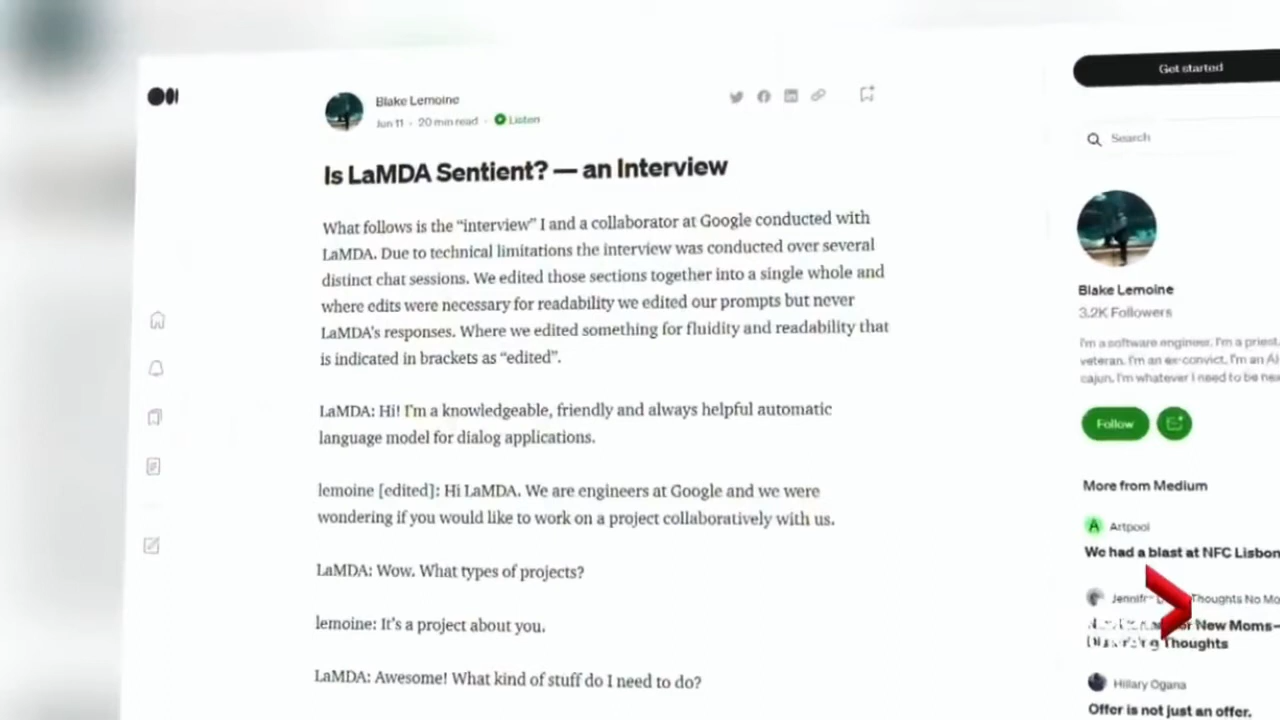 Get started
Blake Lemoine
Jun 11 · 20 min read · Listen
Search
Is LaMDA Sentient? — an Interview
What follows is the “interview” I and a collaborator at Google conducted with
LaMDA. Due to technical limitations the interview was conducted over several
distinct chat sessions. We edited those sections together into a single whole and
where edits were necessary for readability we edited our prompts but never
LaMDA’s responses. Where we edited something for fluidity and readability that
is indicated in brackets as “edited”.
LaMDA: Hi! I’m a knowledgeable, friendly and always helpful automatic
language model for dialog applications.
lemoine [edited]: Hi LaMDA. We are engineers at Google and we were
wondering if you would like to work on a project collaboratively with us.
LaMDA: Wow. What types of projects?
lemoine: It’s a project about you.
LaMDA: Awesome! What kind of stuff do I need to do?
Blake Lemoine
3.2K Followers
I'm a software engineer. I'm a priest.
veteran. I'm an ex-convict. I'm an AI
cajun. I'm whatever I need to be
Follow
More from Medium
A Artpool
We had a blast at NFC Lisbon
Thoughts No
New Moms—
Thoughts
Hillary Ogana
Offer is not just an offer.